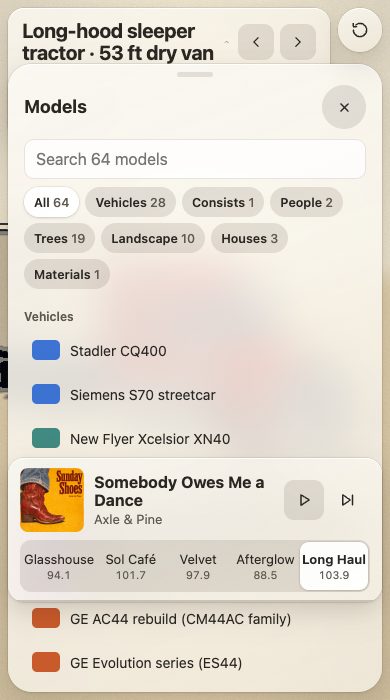 Long-hood sleeper
tractor · 53 ft dry van
Models
Search 64 models
All 64
Vehicles 28
Consists 1
People 2
Trees 19
Landscape 10
Houses 3
Materials 1
Vehicles
Stadler CQ400
Siemens S70 streetcar
New Flyer Xcelsior XN40
Sunday
Shoes
Somebody Owes Me a
Dance
Axle & Pine
Glasshouse
94.1
Sol Café
101.7
Velvet
97.9
Afterglow
88.5
Long Haul
103.9
GE AC44 rebuild (CM44AC family)
GE Evolution series (ES44)